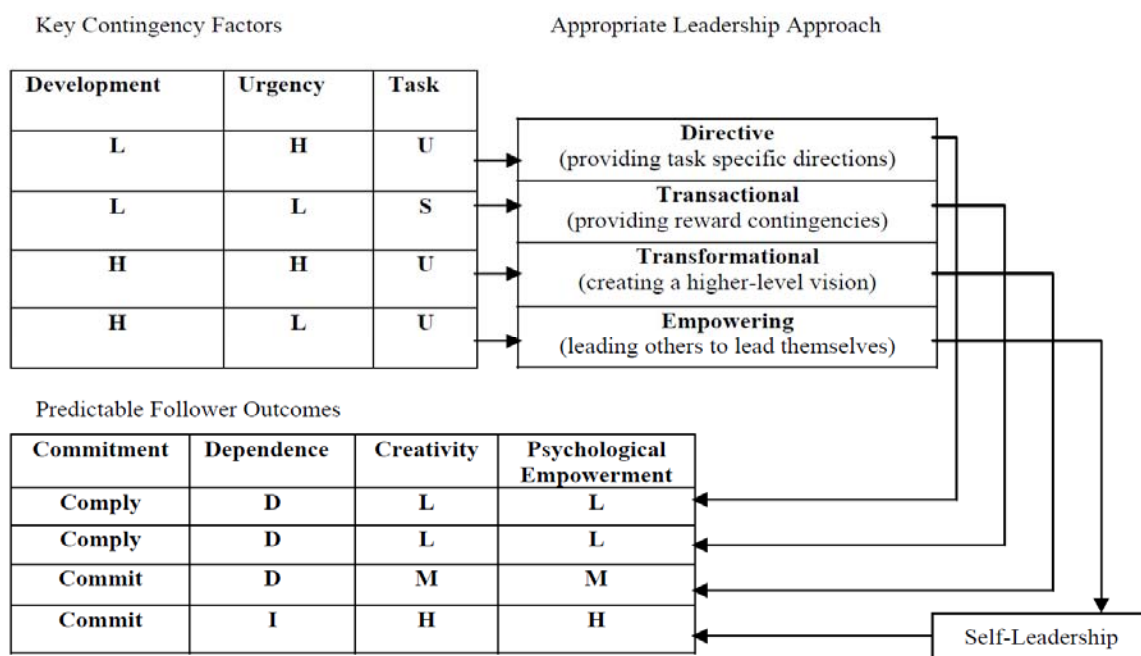 Key Contingency Factors
Appropriate Leadership Approach
Development Urgency Task
L H U
L L S
H H U
H L U
Directive
(providing task specific directions)
Transactional
(providing reward contingencies)
Transformational
(creating a higher-level vision)
Empowering
(leading others to lead themselves)
Predictable Follower Outcomes
Commitment Dependence Creativity Psychological
Empowerment
Comply D L L
Comply D L L
Commit D M M
Commit I H H
Self-Leadership